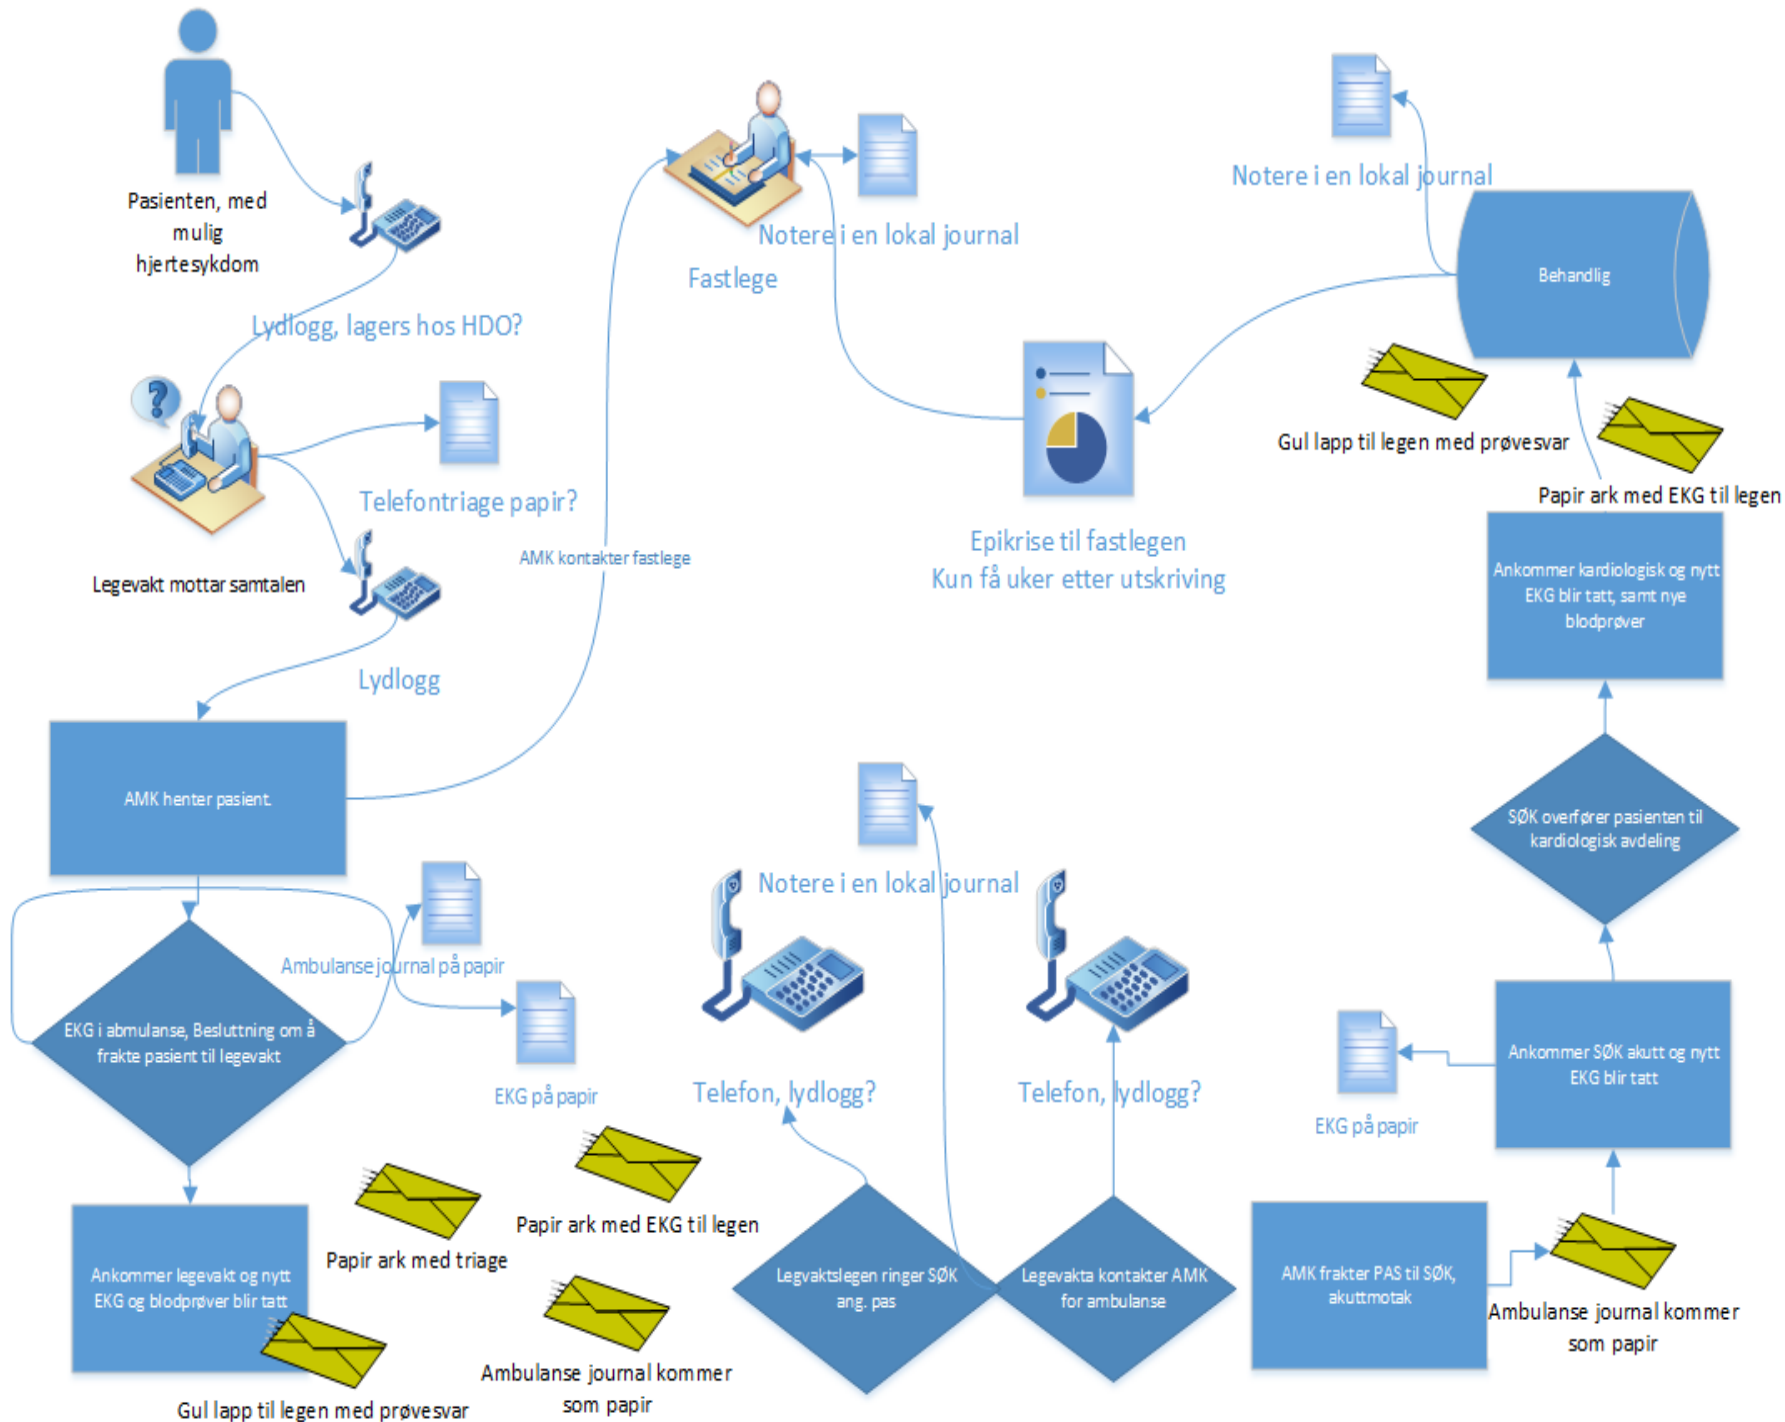 Pasienten, med
mulig
hjertesykdom
Lydlogg, lagers hos HDO?
Telefontriage papir?
Legevakt mottar samtalen
Lydlogg
AMK henter pasient.
AMK kontakter fastlege
Notere i en lokal journal
Fastlege
Epikrise til fastlegen
Kun få uker etter utskriving
Notere i en lokal journal
Behandlig
Gul lapp til legen med prøvesvar
Papir ark med EKG til legen
Ankommer kardiologisk og nytt
EKG blir tatt, samt nye
blodprøver
SØK overfører pasienten til
kardiologisk avdeling
Ankommer SØK akutt og nytt
EKG blir tatt
EKG på papir
AMK frakter PAS til SØK,
akuttmotak
Ambulanse journal kommer
som papir
Notere i en lokal journal
Telefon, lydlogg?
Telefon, lydlogg?
Legvaktslegen ringer SØK
ang. pas
Legevakta kontakter AMK
for ambulanse
Ambulanse journal på papir
EKG i abmulanse, Besluttning om å
frakte pasient til legevakt
EKG på papir
Papir ark med EKG til legen
Papir ark med triage
Ankommer legevakt og nytt
EKG og blodprøver blir tatt
Ambulanse journal kommer
som papir
Gul lapp til legen med prøvesvar